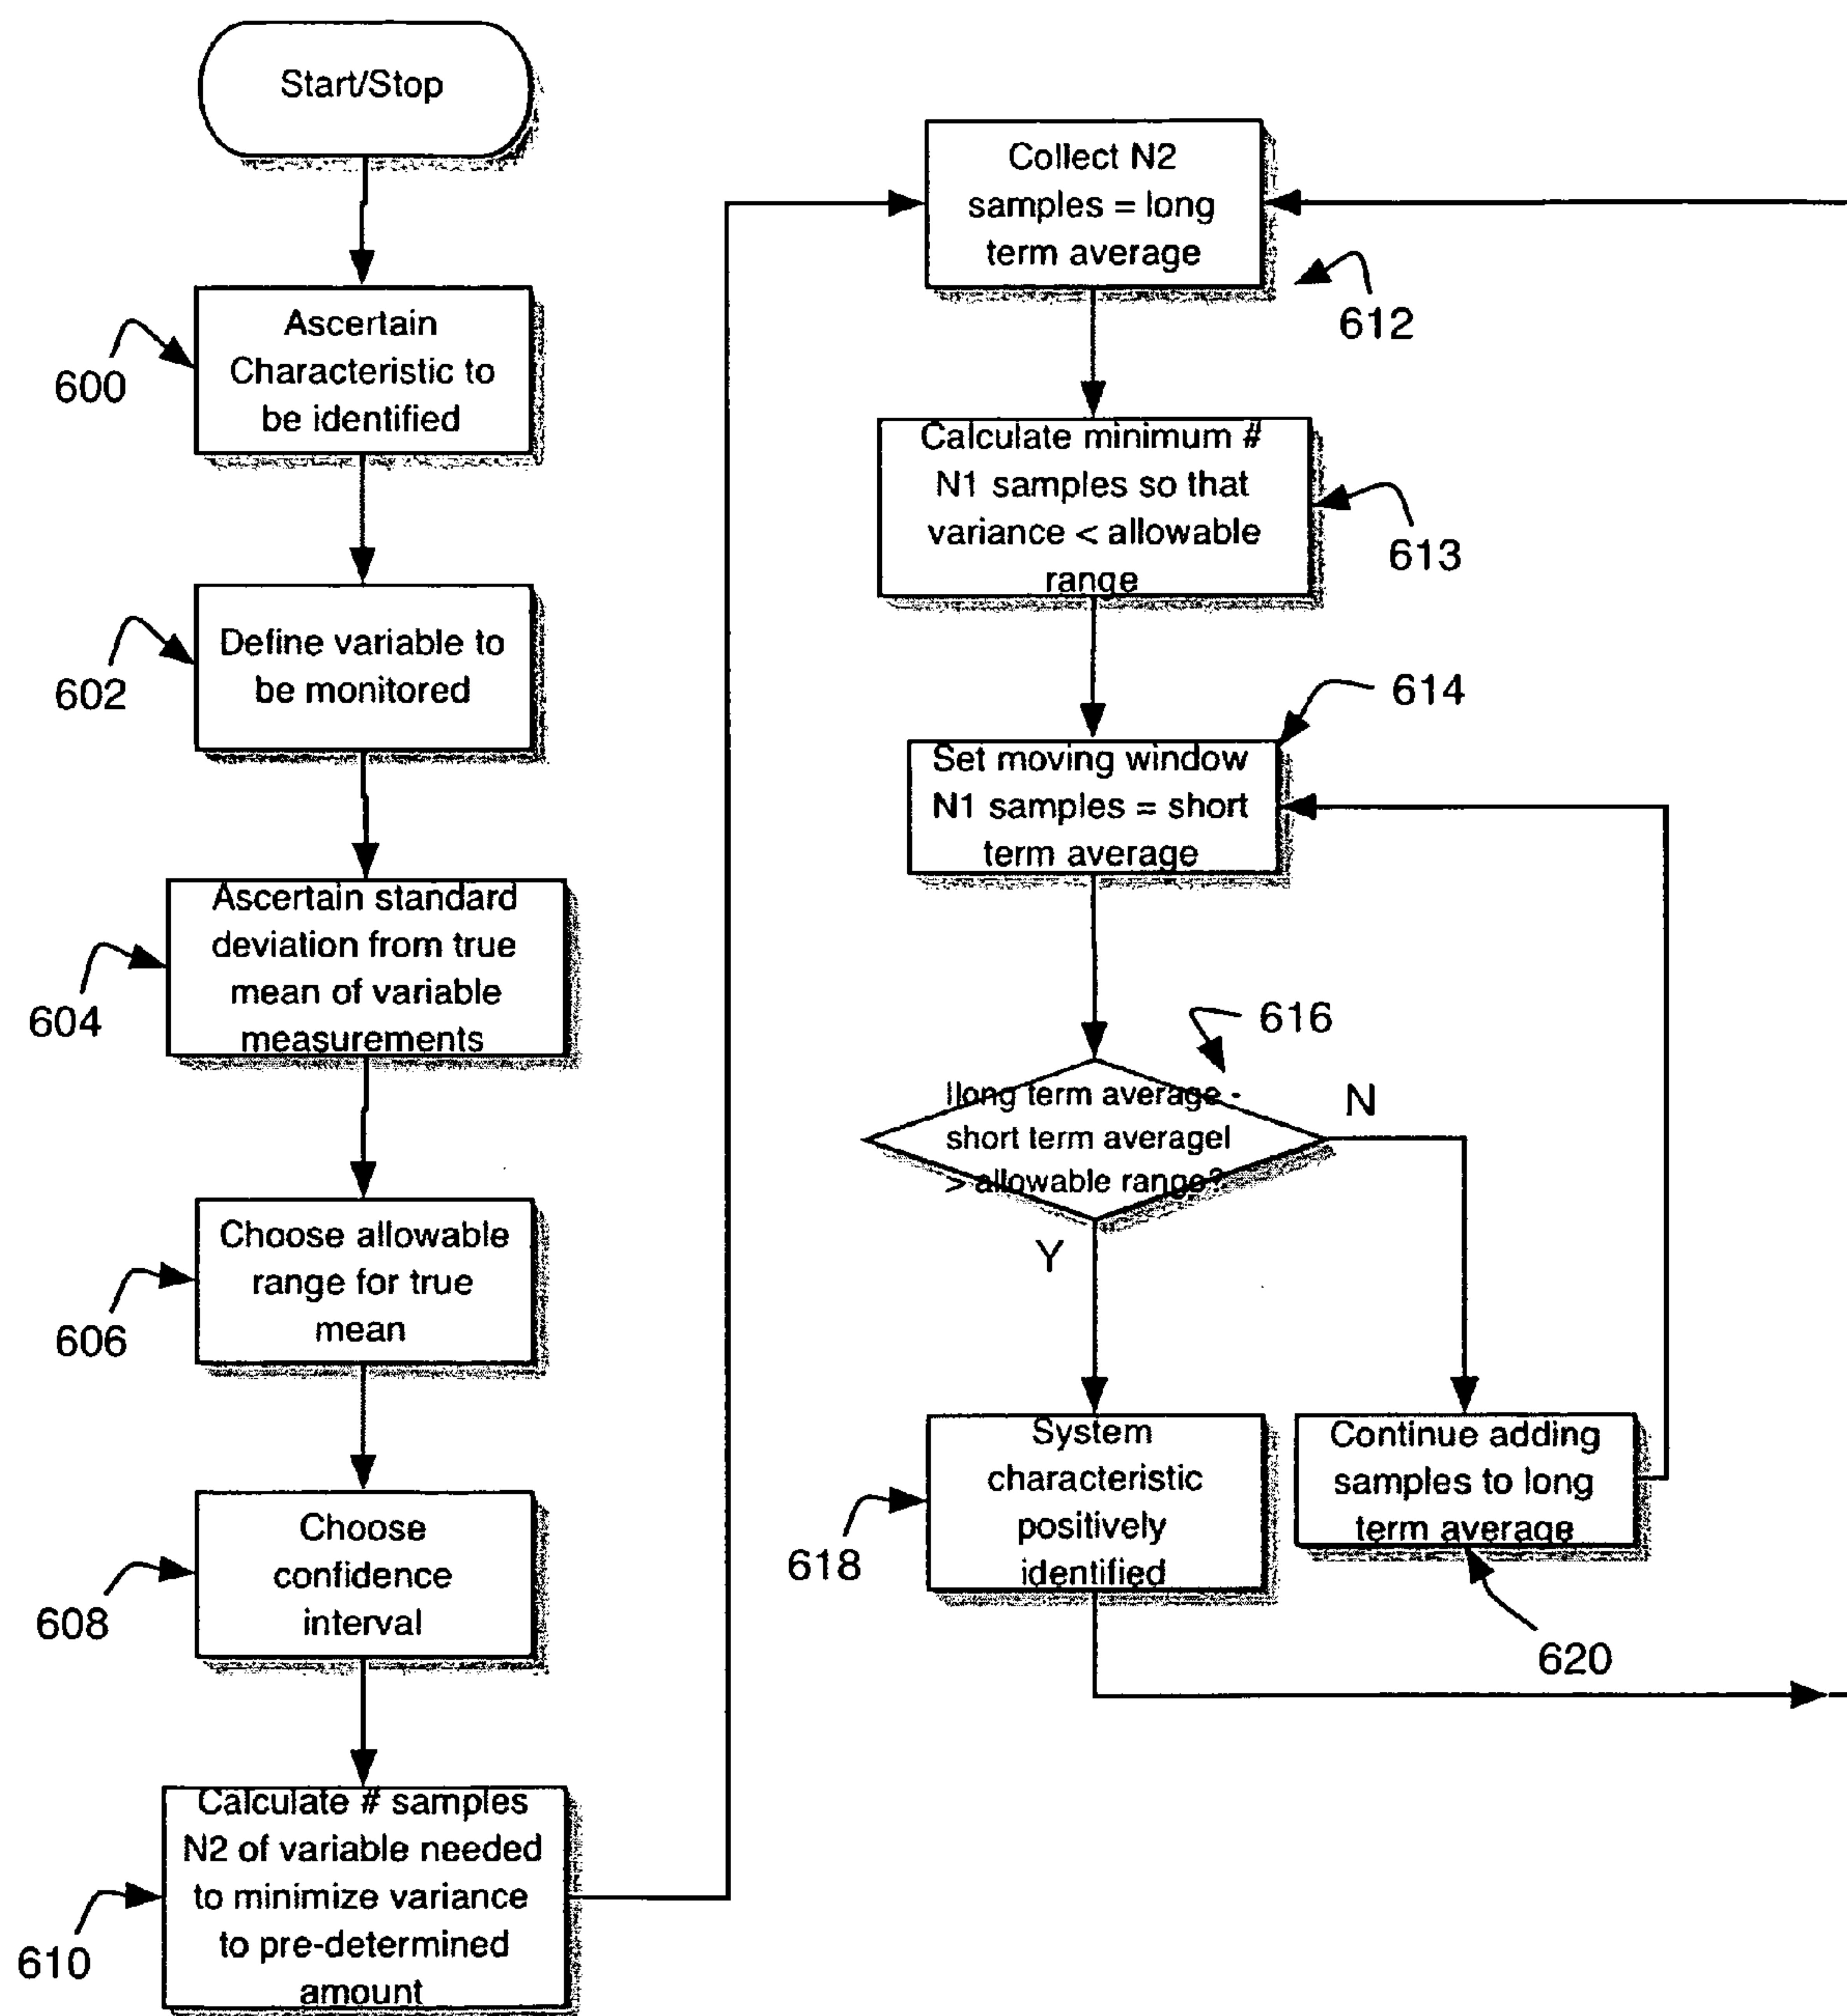 Start/Stop
600
Ascertain
Characteristic to
be identified
602
Define variable to
be monitored
604
Ascertain standard
deviation from true
mean of variable
measurements
606
Choose allowable
range for true
mean
608
Choose
confidence
interval
610
Calculate # samples
N2 of variable needed
to minimize variance
to pre-determined
amount
Collect N2
samples = long
term average
612
Calculate minimum #
N1 samples so that
variance < allowable
range
613
614
Set moving window
N1 samples = short
term average
616
|long term average -
short term average|
> allowable range?
N
Y
618
System
characteristic
positively
identified
Continue adding
samples to long
term average
620